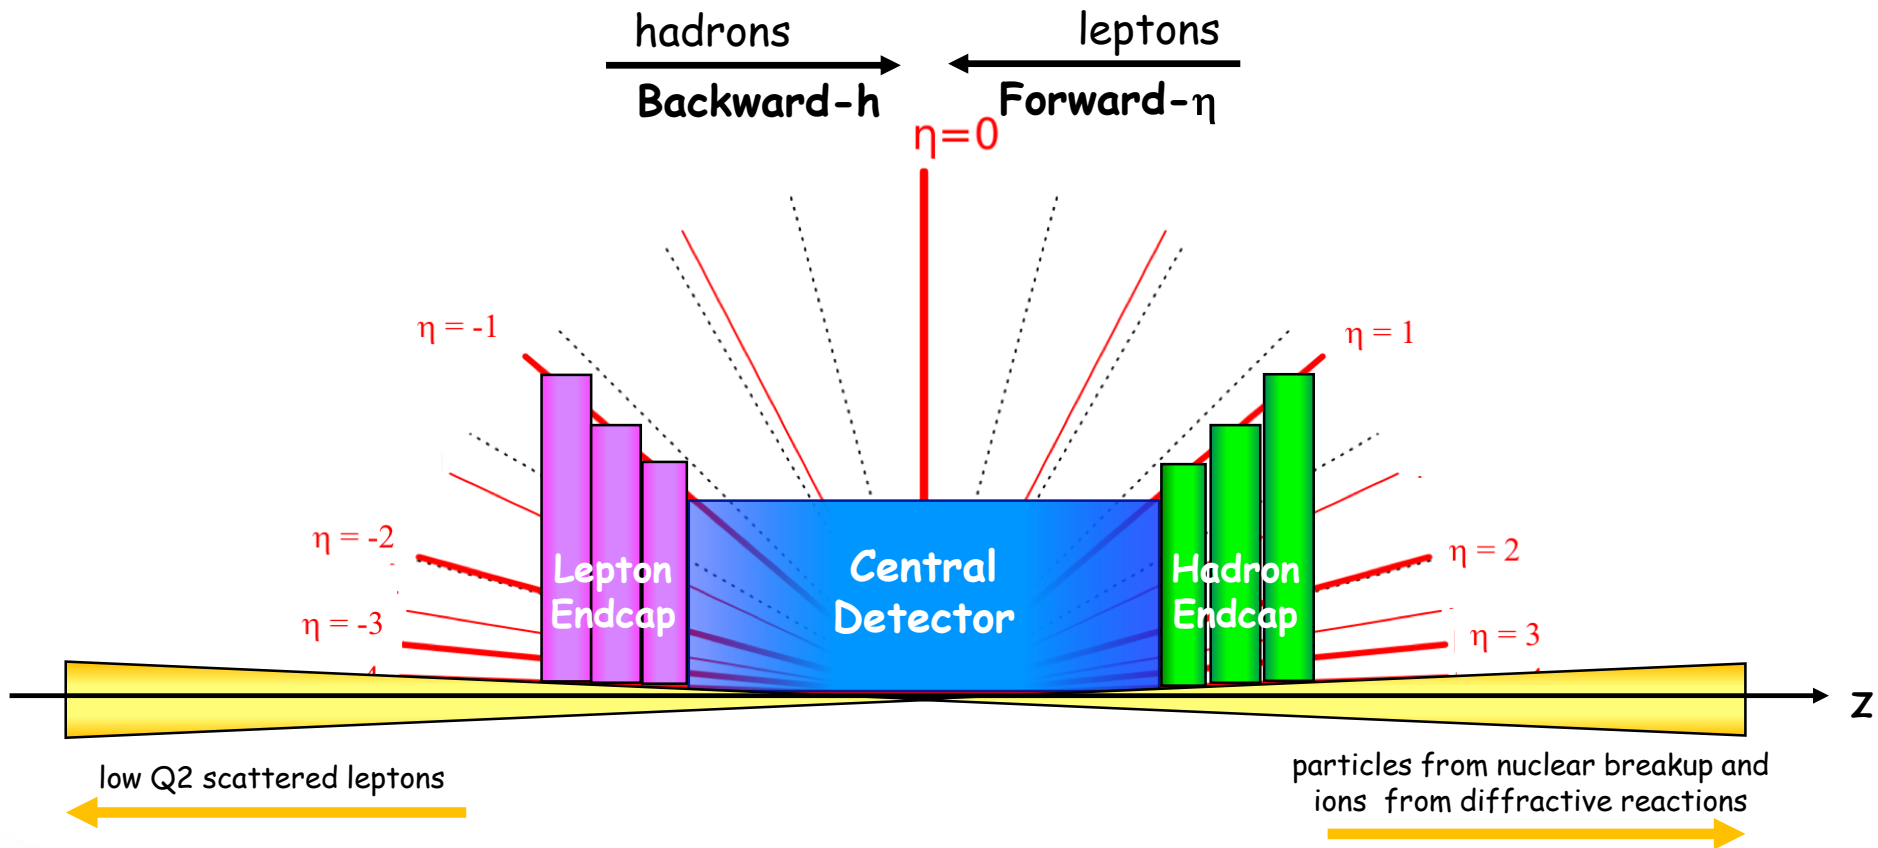 hadrons
leptons
Backward-h
Forward-η
η=0
η = -1
η = 1
η = -2
η = 2
Lepton
Endcap
Central
Detector
Hadron
Endcap
η = -3
η = 3
z
low Q2 scattered leptons
particles from nuclear breakup and
ions from diffractive reactions